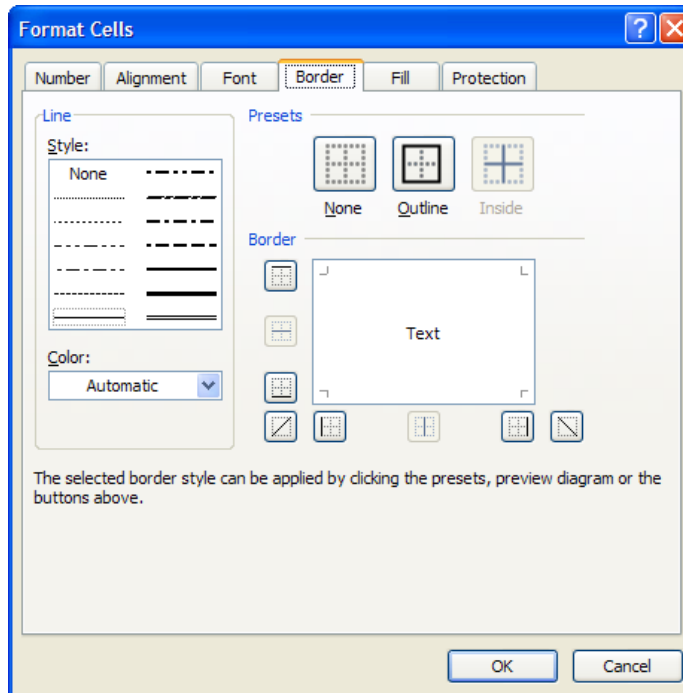 Format Cells
Number Alignment Font Border Fill Protection
Line
Style:
None
Color:
Automatic
Presets
None Outline Inside
Border
Text
The selected border style can be applied by clicking the presets, preview diagram or the
buttons above.
OK Cancel